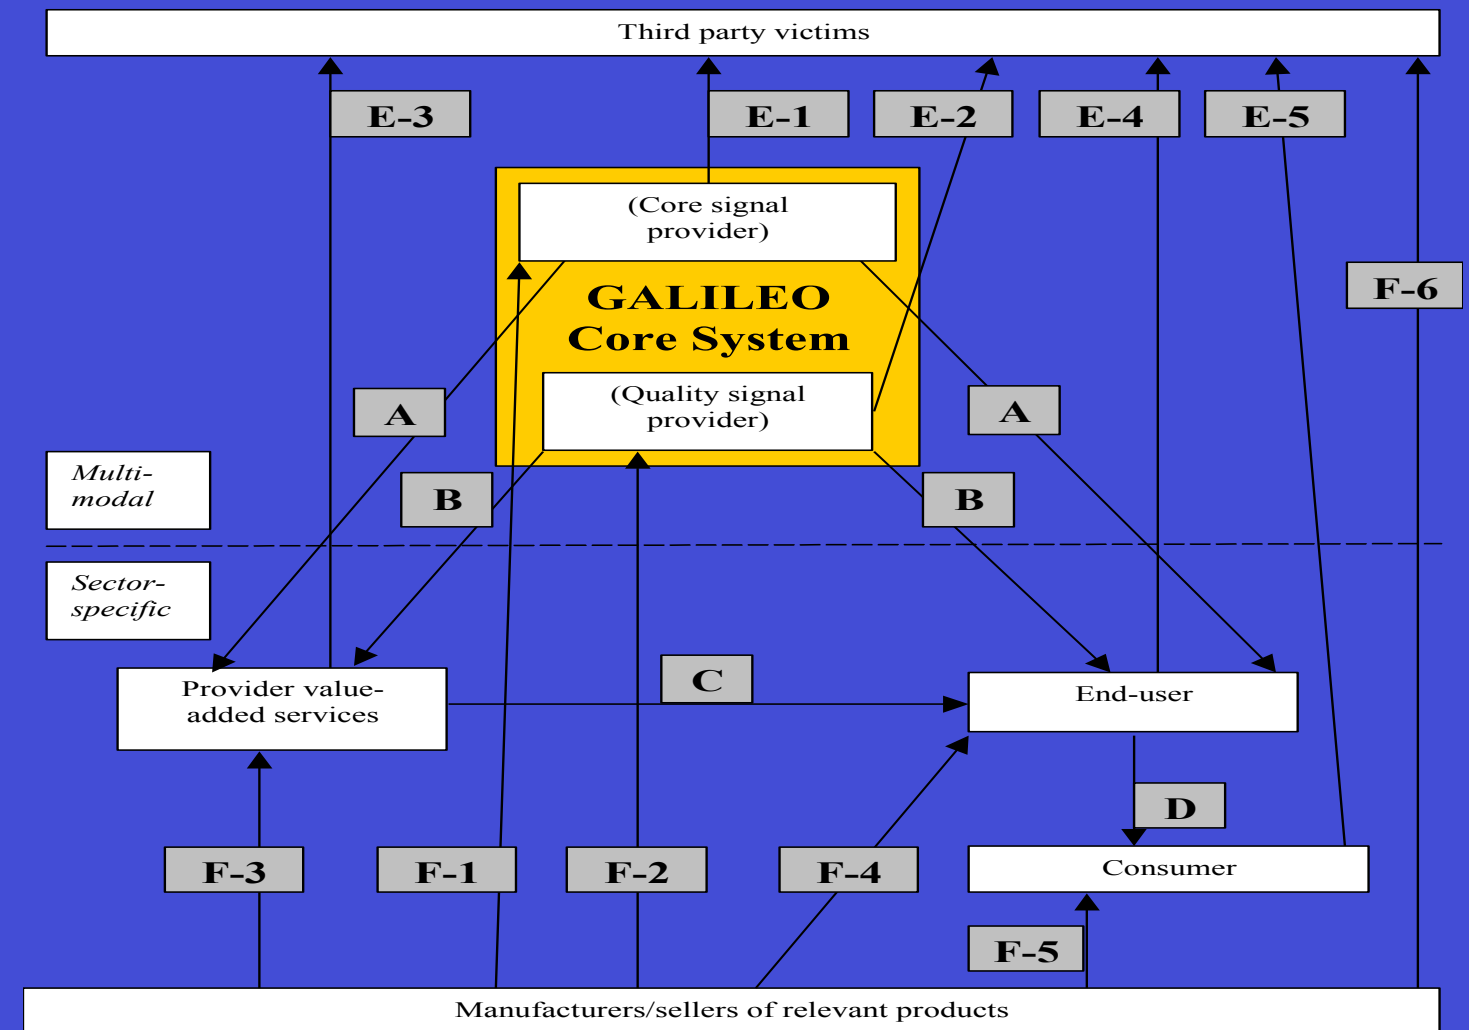 Third party victims
E-3
E-1
E-2
E-4
E-5
(Core signal
provider)
F-6
GALILEO
Core System
(Quality signal
provider)
A
A
Multi-
modal
B
B
Sector-
specific
Provider value-
added services
C
End-user
D
F-3
F-1
F-2
F-4
Consumer
F-5
Manufacturers/sellers of relevant products